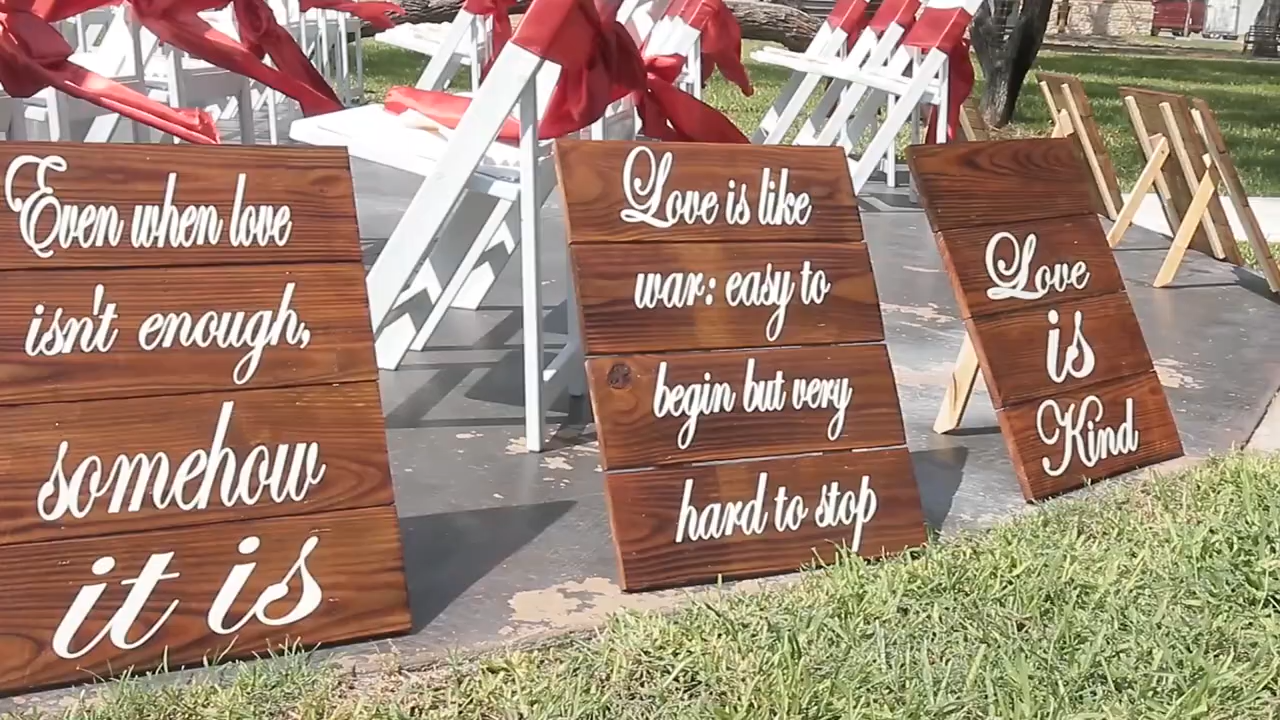 Even when love
isn't enough,
somehow
it is
Love is like
war: easy to
begin but very
hard to stop
Love
is
Kind